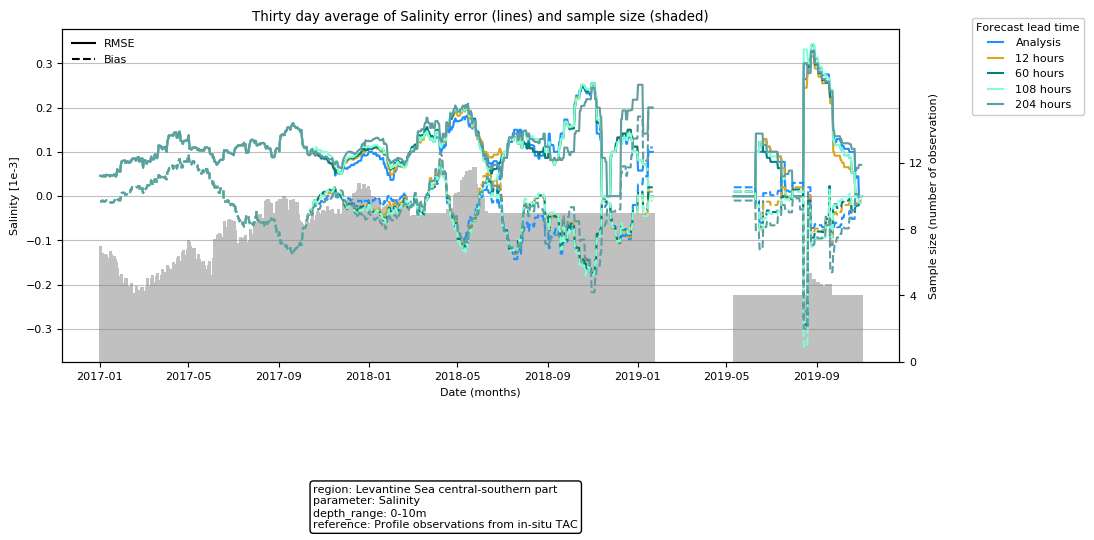 Thirty day average of Salinity error (lines) and sample size (shaded)
Forecast lead time
Analysis
12 hours
60 hours
108 hours
204 hours
RMSE
Bias
Salinity [1e-3]
0.3
0.2
0.1
0.0
−0.1
−0.2
−0.3
Sample size (number of observation)
12
8
4
0
2017-01
2017-05
2017-09
2018-01
2018-05
2018-09
2019-01
2019-05
2019-09
Date (months)
region: Levantine Sea central-southern part
parameter: Salinity
depth_range: 0-10m
reference: Profile observations from in-situ TAC